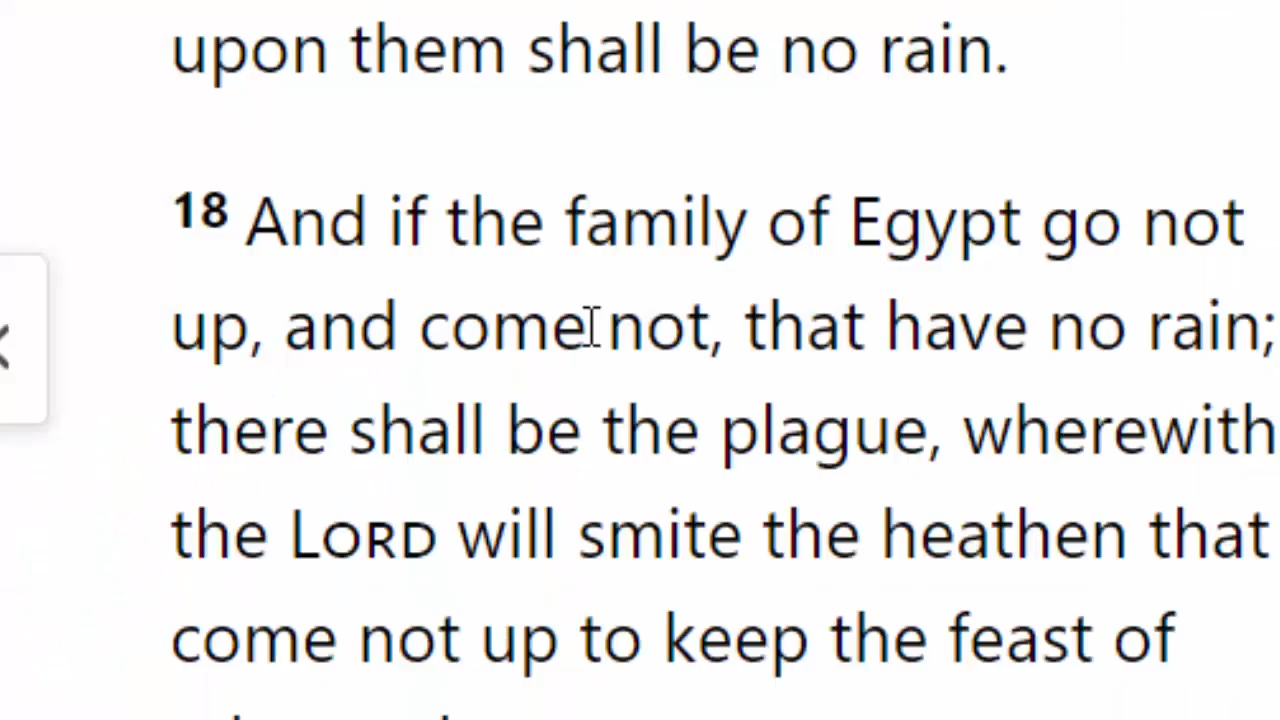 upon them shall be no rain.
18 And if the family of Egypt go not
up, and come not, that have no rain;
there shall be the plague, wherewith
the LORD will smite the heathen that
come not up to keep the feast of